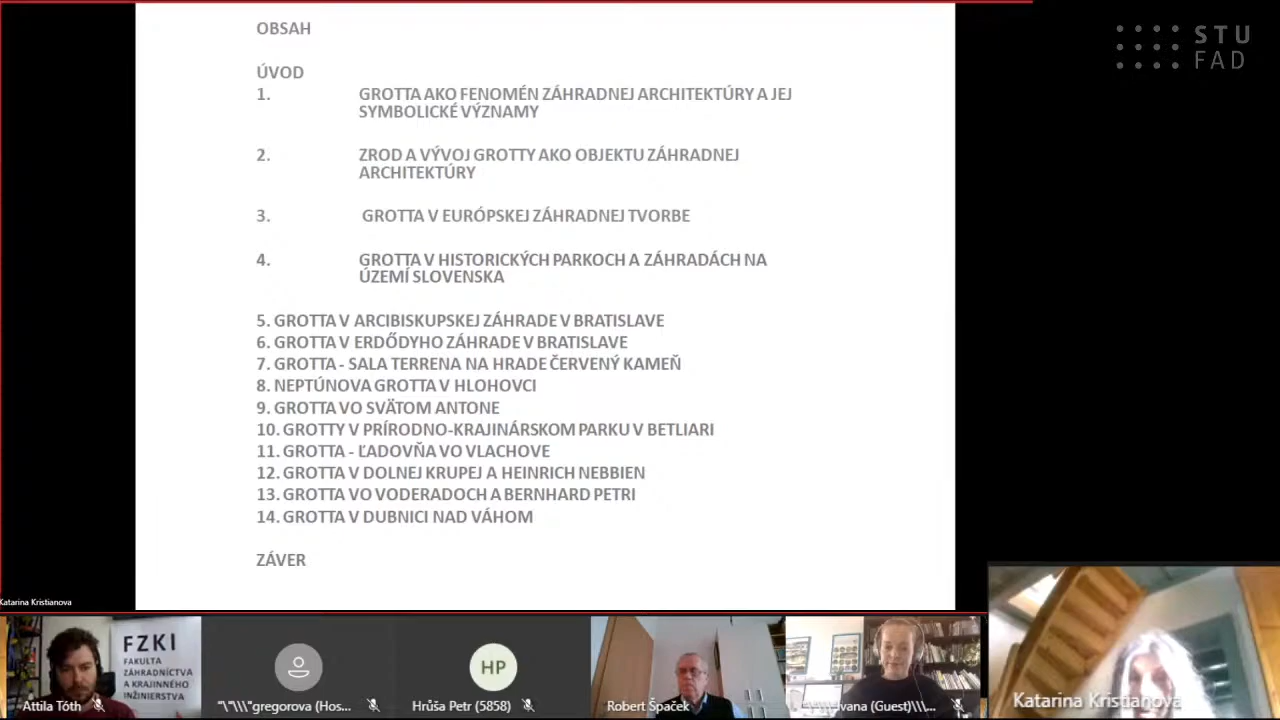 STU
FAD
OBSAH
ÚVOD
1. GROTTA AKO FENOMÉN ZÁHRADNEJ ARCHITEKTÚRY A JEJ
SYMBOLICKÉ VÝZNAMY
2. ZROD A VÝVOJ GROTTY AKO OBJEKTU ZÁHRADNEJ
ARCHITEKTÚRY
3. GROTTA V EURÓPSKEJ ZÁHRADNEJ TVORBE
4. GROTTA V HISTORICKÝCH PARKOCH A ZÁHRADÁCH NA
ÚZEMÍ SLOVENSKA
5. GROTTA V ARCIBISKUPSKEJ ZÁHRADE V BRATISLAVE
6. GROTTA V ERDŐDYHO ZÁHRADE V BRATISLAVE
7. GROTTA - SALA TERRENA NA HRADE ČERVENÝ KAMEŇ
8. NEPTÚNOVA GROTTA V HLOHOVCI
9. GROTTA VO SVÄTOM ANTONE
10. GROTTY V PRÍRODNO-KRAJINÁRSKOM PARKU V BETLIARI
11. GROTTA - ĽADOVŇA VO VLACHOVE
12. GROTTA V DOLNEJ KRUPEJ A HEINRICH NEBBIEN
13. GROTTA VO VODERADOCH A BERNHARD PETRI
14. GROTTA V DUBNICI NAD VÁHOM
ZÁVER
Katarina Kristianova
FZKI
FAKULTA
ZÁHRADNÍCTVA
A KRAJINNÉHO
INŽINIERSTVA
Attila Tóth
"\"\\\"gregorova (Hos...
HP
Hrůša Petr (5858)
Robert Špaček
(Guest)\\\...
Katarina Kristianova